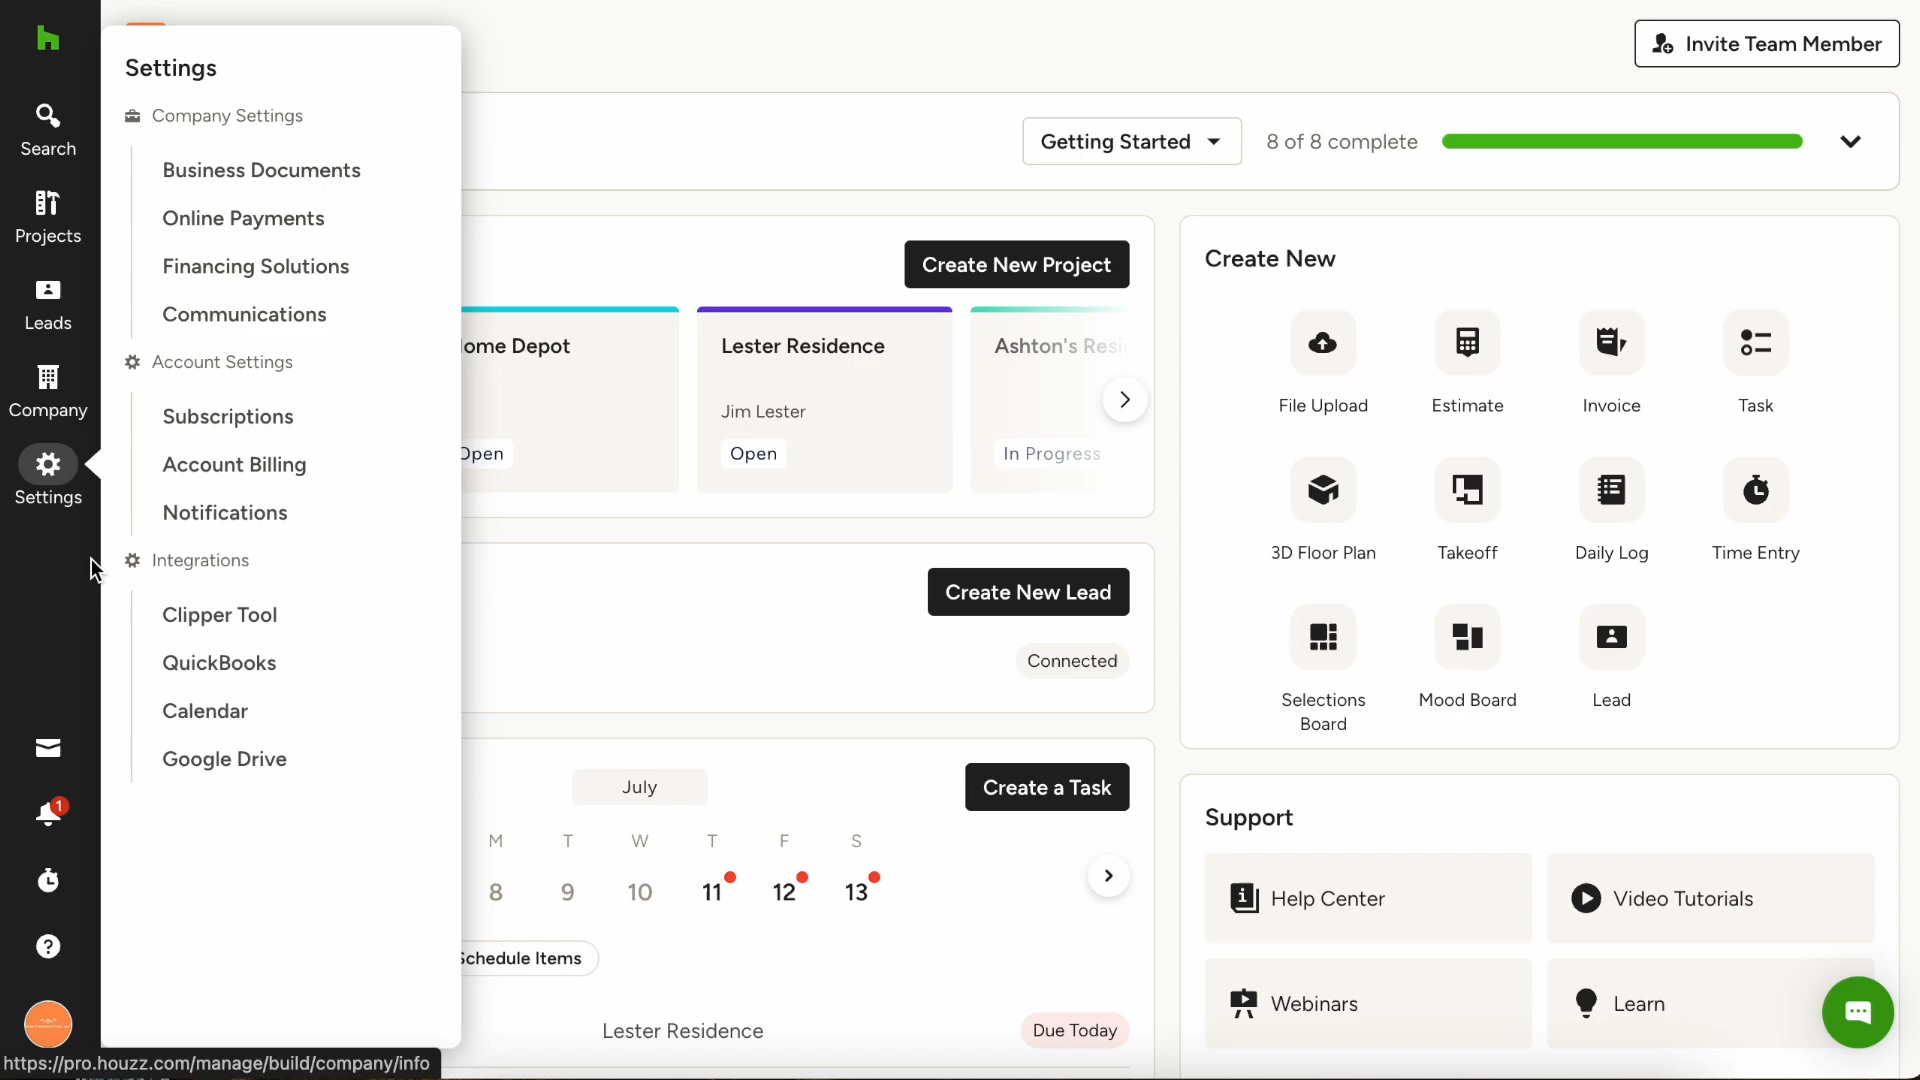 Search
Projects
Leads
Company
Settings
1
Settings
Company Settings
Business Documents
Online Payments
Financing Solutions
Communications
Account Settings
Subscriptions
Account Billing
Notifications
Integrations
Clipper Tool
QuickBooks
Calendar
Google Drive
https://pro.houzz.com/manage/build/company/info
Invite Team Member
Getting Started
8 of 8 complete
Create New Project
ome Depot
Open
Lester Residence
Jim Lester
Open
Ashton's Resi
In Progress
Create New Lead
Connected
July
Create a Task
M T W T F S
8 9 10 11 12 13
Schedule Items
Lester Residence
Due Today
Create New
File Upload
Estimate
Invoice
Task
3D Floor Plan
Takeoff
Daily Log
Time Entry
Selections
Board
Mood Board
Lead
Support
Help Center
Video Tutorials
Webinars
Learn